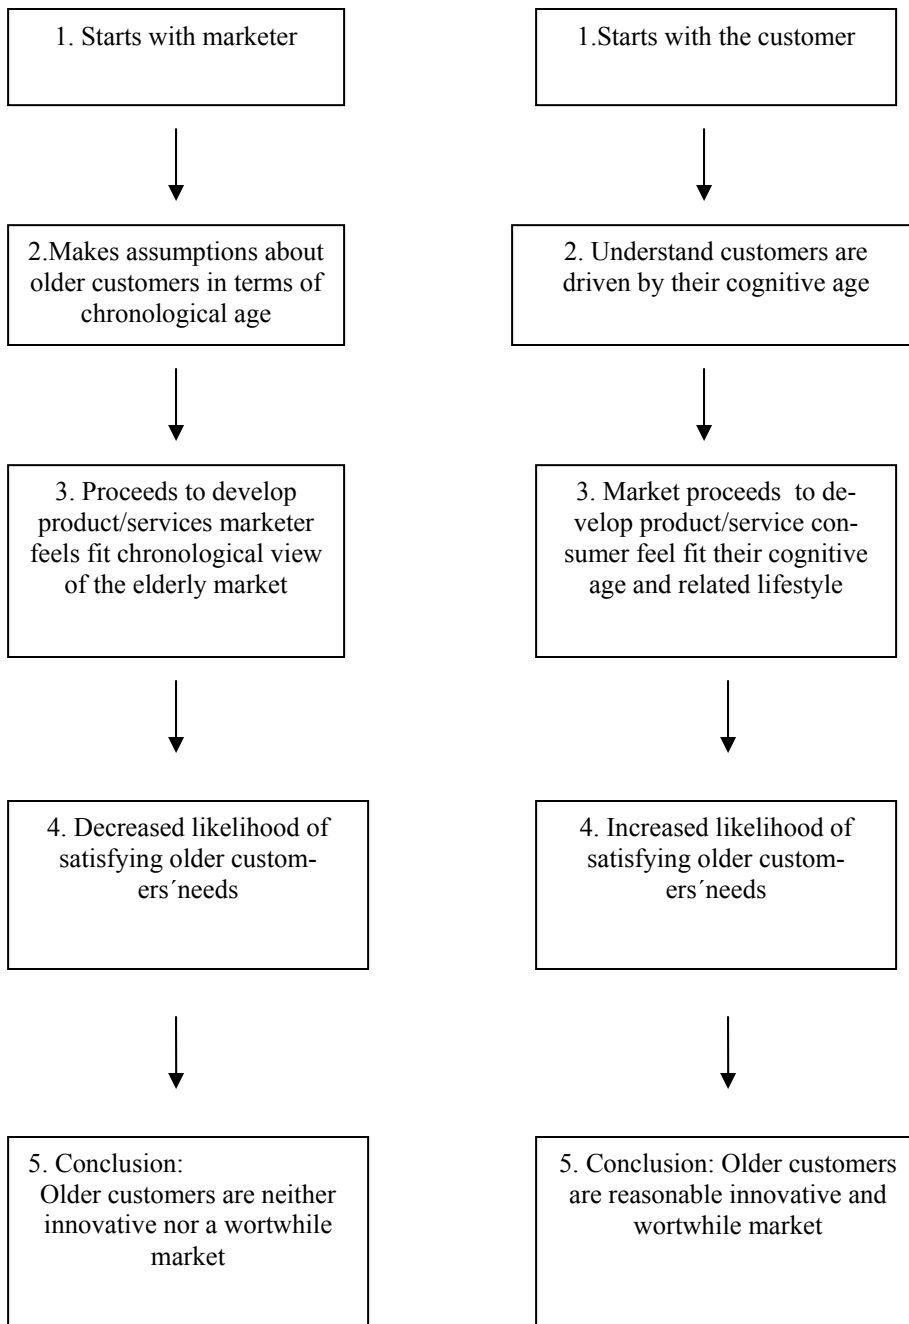 1. Starts with marketer
2.Makes assumptions about
older customers in terms of
chronological age
3. Proceeds to develop
product/services marketer
feels fit chronological view
of the elderly market
4. Decreased likelihood of
satisfying older custom-
ers´needs
5. Conclusion:
Older customers are neither
innovative nor a wortwhile
market
1.Starts with the customer
2. Understand customers are
driven by their cognitive age
3. Market proceeds  to de-
velop product/service con-
sumer feel fit their cognitive
age and related lifestyle
4. Increased likelihood of
satisfying older custom-
ers´needs
5. Conclusion: Older customers
are reasonable innovative and
wortwhile market